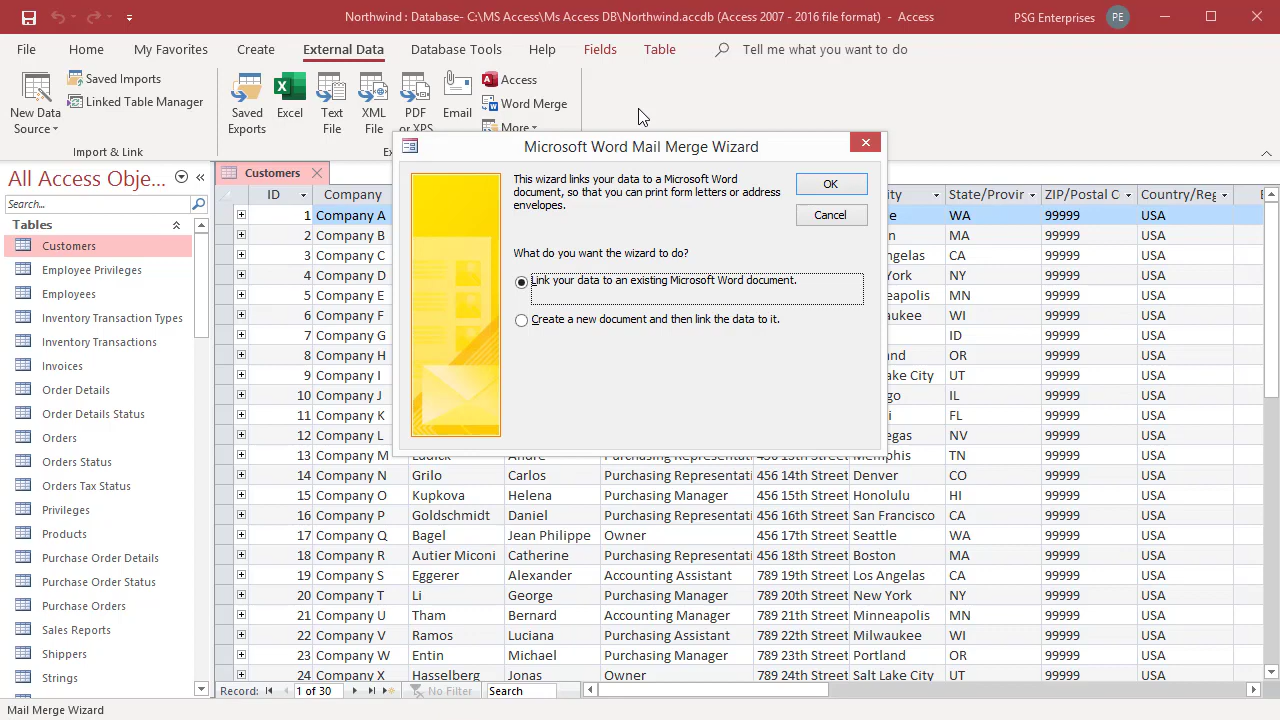 Northwind : Database- C:\MS Access\Ms Access DB\Northwind.accdb (Access 2007 - 2016 file format) - Access
PSG Enterprises
PE
File Home My Favorites Create External Data Database Tools Help Fields Table Tell me what you want to do
New Data Source
Saved Imports
Linked Table Manager
Import & Link
Saved Exports
Excel
Text File
XML File
PDF or XPS
Email
Access
Word Merge
More
All Access Obje...
Search...
Tables
Customers
Employee Privileges
Employees
Inventory Transaction Types
Inventory Transactions
Invoices
Order Details
Order Details Status
Orders
Orders Status
Orders Tax Status
Privileges
Products
Purchase Order Details
Purchase Order Status
Purchase Orders
Sales Reports
Shippers
Strings
Customers
ID Company State/Provir ZIP/Postal C Country/Reg
1 Company A WA 99999 USA
2 Company B MA 99999 USA
3 Company C CA 99999 USA
4 Company D NY 99999 USA
5 Company E MN 99999 USA
6 Company F WI 99999 USA
7 Company G ID 99999 USA
8 Company H OR 99999 USA
9 Company I UT 99999 USA
10 Company J IL 99999 USA
11 Company K FL 99999 USA
12 Company L NV 99999 USA
13 Company M Ludick Andre Purchasing Representati 456 13th Street Memphis TN 99999 USA
14 Company N Grilo Carlos Purchasing Representati 456 14th Street Denver CO 99999 USA
15 Company O Kupkova Helena Purchasing Manager 456 15th Street Honolulu HI 99999 USA
16 Company P Goldschmidt Daniel Purchasing Representati 456 16th Street San Francisco CA 99999 USA
17 Company Q Bagel Jean Philippe Owner 456 17th Street Seattle WA 99999 USA
18 Company R Autier Miconi Catherine Purchasing Representati 456 18th Street Boston MA 99999 USA
19 Company S Eggerer Alexander Accounting Assistant 789 19th Street Los Angelas CA 99999 USA
20 Company T Li George Purchasing Manager 789 20th Street New York NY 99999 USA
21 Company U Tham Bernard Accounting Manager 789 21th Street Minneapolis MN 99999 USA
22 Company V Ramos Luciana Purchasing Assistant 789 22th Street Milwaukee WI 99999 USA
23 Company W Entin Michael Purchasing Manager 789 23th Street Portland OR 99999 USA
24 Company X Hasselberg Jonas Owner 789 24th Street Salt Lake City UT 99999 USA
Microsoft Word Mail Merge Wizard
This wizard links your data to a Microsoft Word
document, so that you can print form letters or address
envelopes.
OK
Cancel
What do you want the wizard to do?
Link your data to an existing Microsoft Word document.
Create a new document and then link the data to it.
Record: 1 of 30 No Filter Search
Mail Merge Wizard